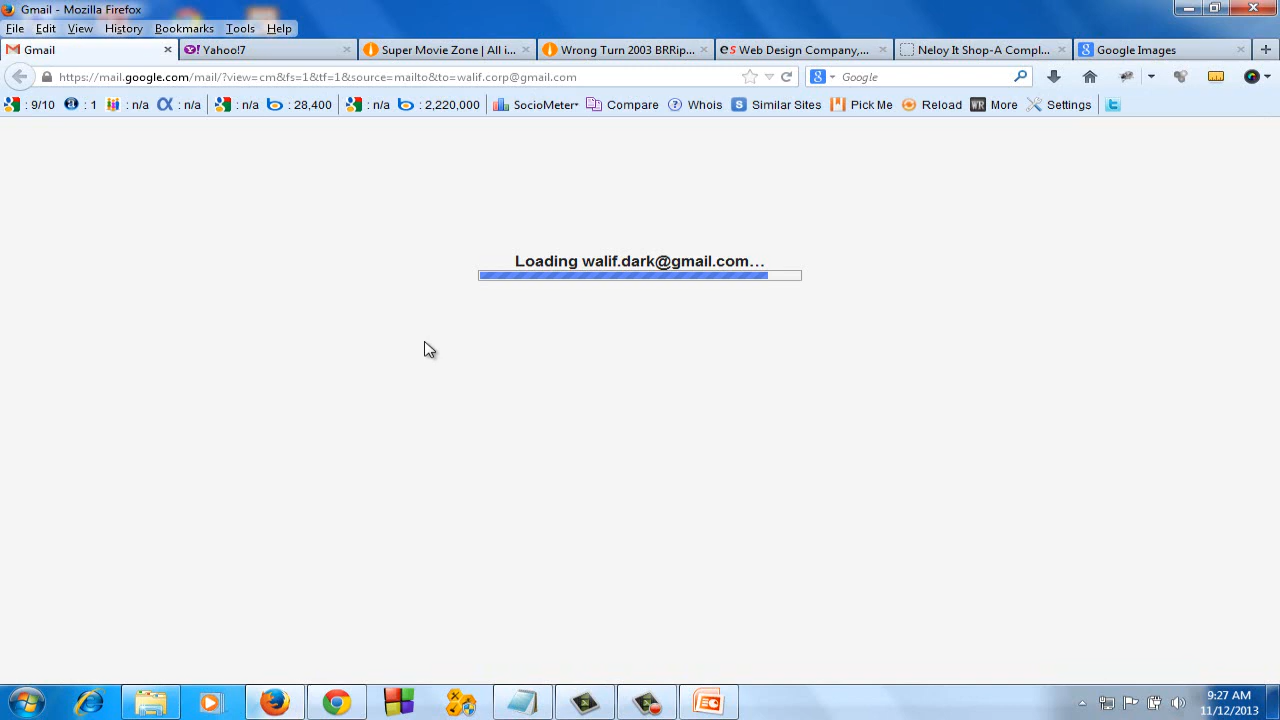 Gmail - Mozilla Firefox
File Edit View History Bookmarks Tools Help
Gmail
Yahoo!7
Super Movie Zone | All i...
Wrong Turn 2003 BRRip...
Web Design Company,...
Neloy It Shop-A Compl...
Google Images
https://mail.google.com/mail/?view=cm&fs=1&tf=1&source=mailto&to=walif.corp@gmail.com
Google
: 9/10 : 1 : n/a : n/a : n/a : 28,400 : n/a : 2,220,000 SocioMeter Compare Whois Similar Sites Pick Me Reload WR More Settings
Loading walif.dark@gmail.com...
9:27 AM
11/12/2013